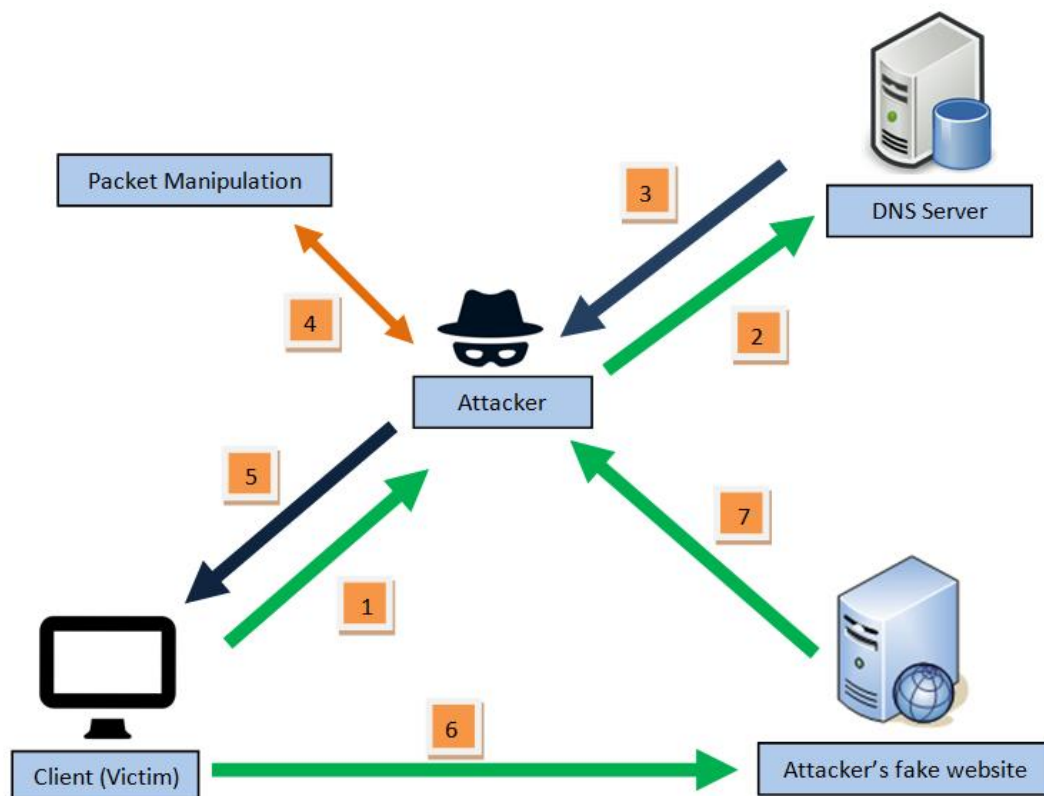 Packet Manipulation
3
DNS Server
4
2
Attacker
5
7
1
6
Client (Victim)
Attacker's fake website